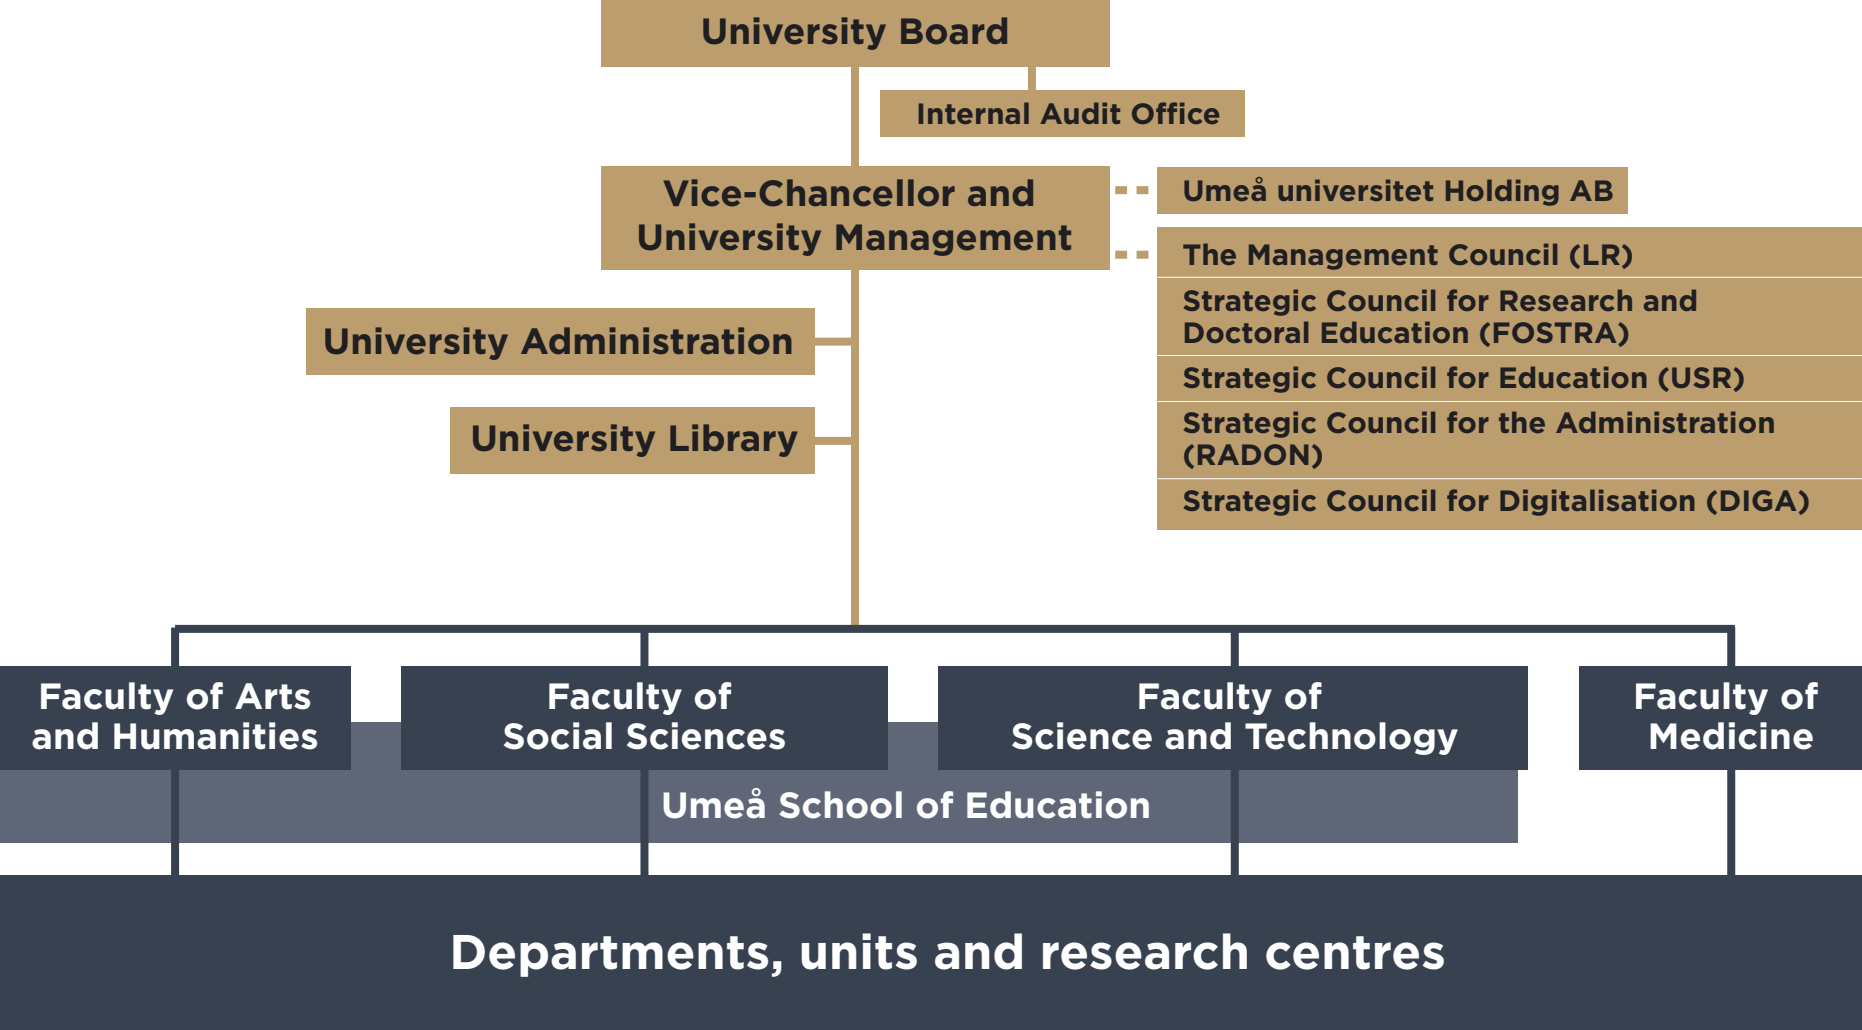 University Board
Internal Audit Office
Vice-Chancellor and
University Management
Umeå universitet Holding AB
The Management Council (LR)
Strategic Council for Research and
Doctoral Education (FOSTRA)
Strategic Council for Education (USR)
Strategic Council for the Administration
(RADON)
Strategic Council for Digitalisation (DIGA)
University Administration
University Library
Faculty of Arts
and Humanities
Faculty of
Social Sciences
Faculty of
Science and Technology
Faculty of
Medicine
Umeå School of Education
Departments, units and research centres